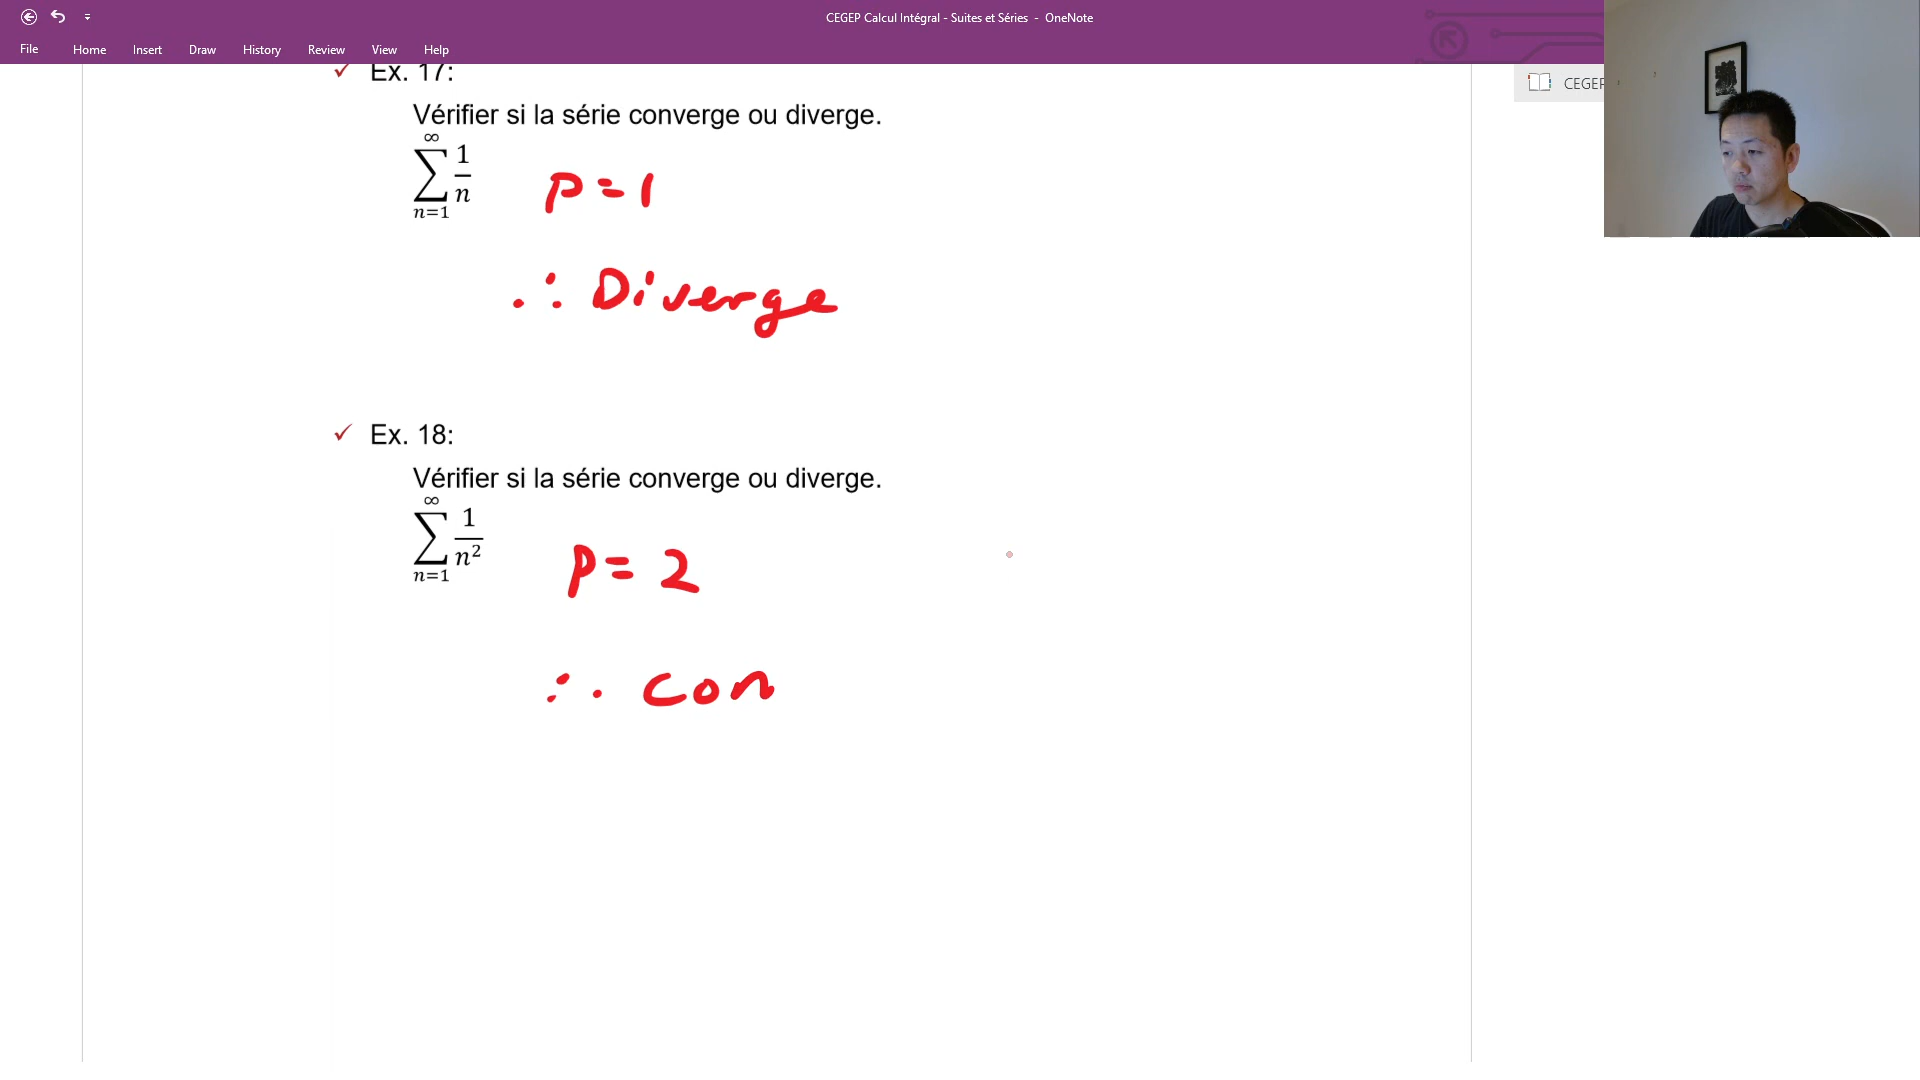 CEGEP Calcul Intégral - Suites et Séries - OneNote
File Home Insert Draw History Review View Help
CEGEP
✓ Ex. 17:
Vérifier si la série converge ou diverge.
∑_{n=1}^{∞} 1/n
P = 1
∴ Diverge
✓ Ex. 18:
Vérifier si la série converge ou diverge.
∑_{n=1}^{∞} 1/n²
P = 2
∴ Con